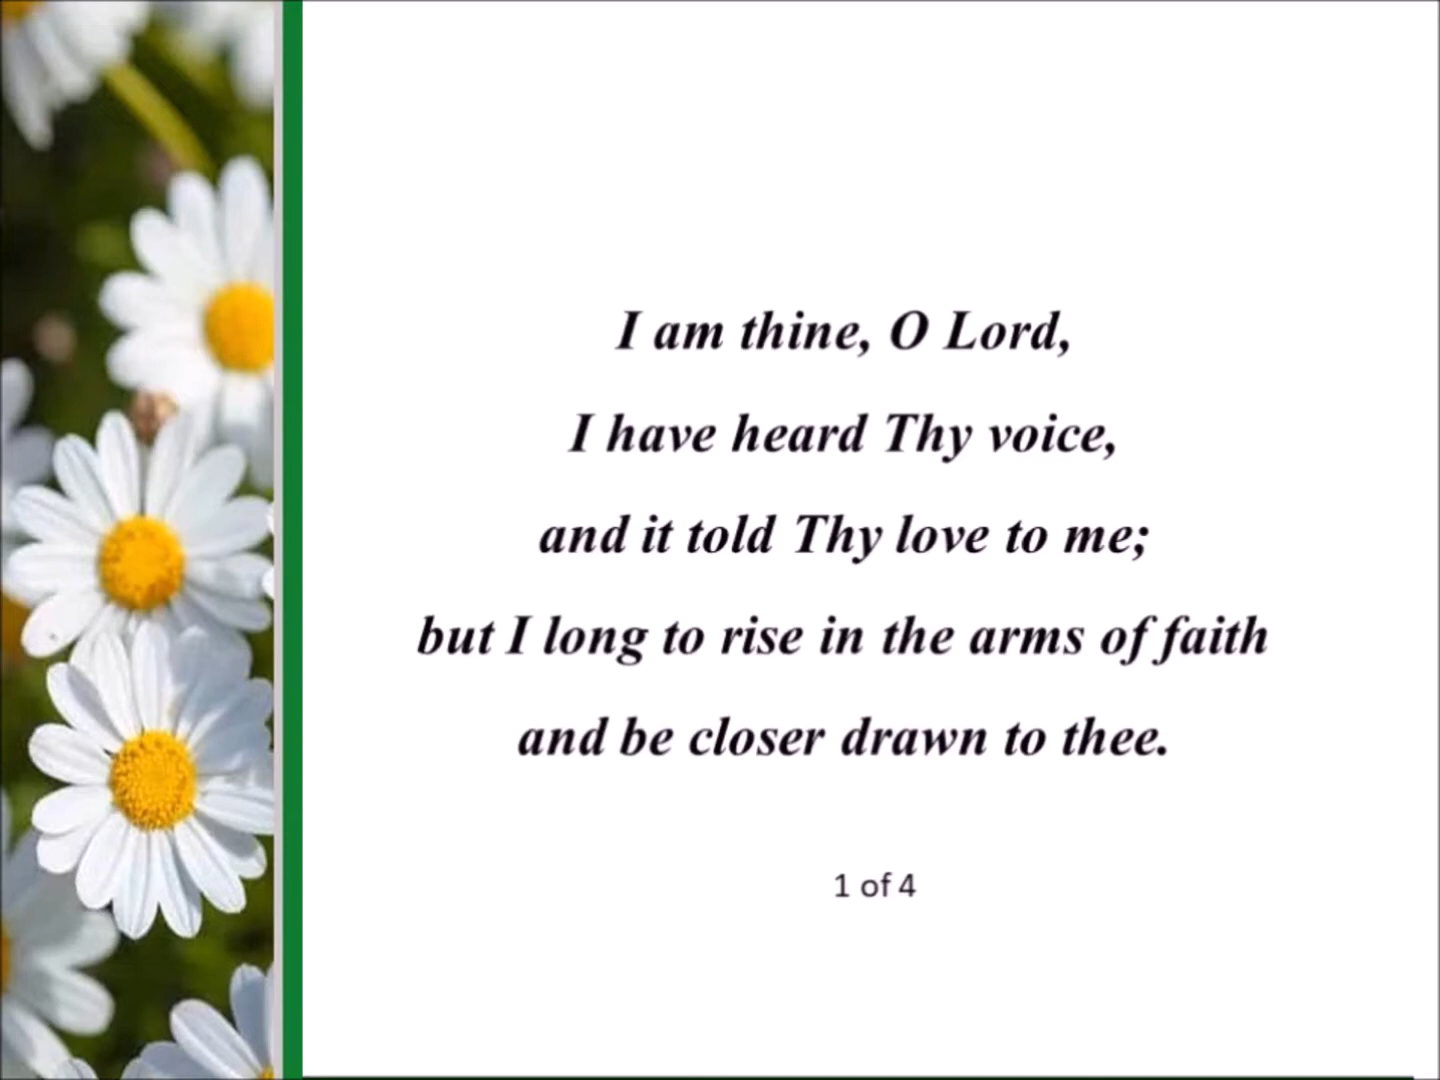 I am thine, O Lord,
I have heard Thy voice,
and it told Thy love to me;
but I long to rise in the arms of faith
and be closer drawn to thee.
1 of 4